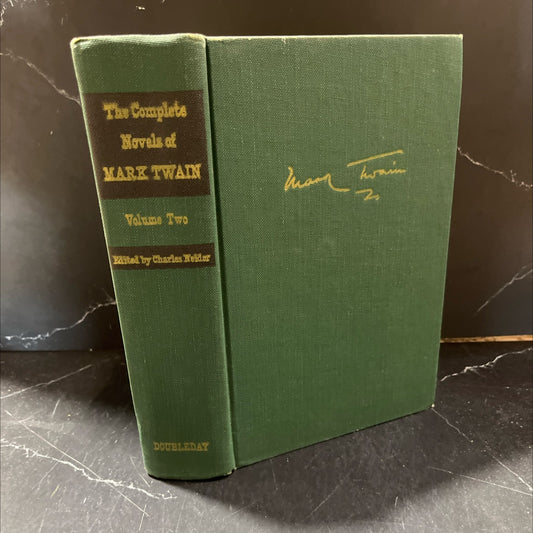 The Complete
Novels of
MARK TWAIN
Volume Two
Edited by Charles Neider
DOUBLEDAY
Mark Twain